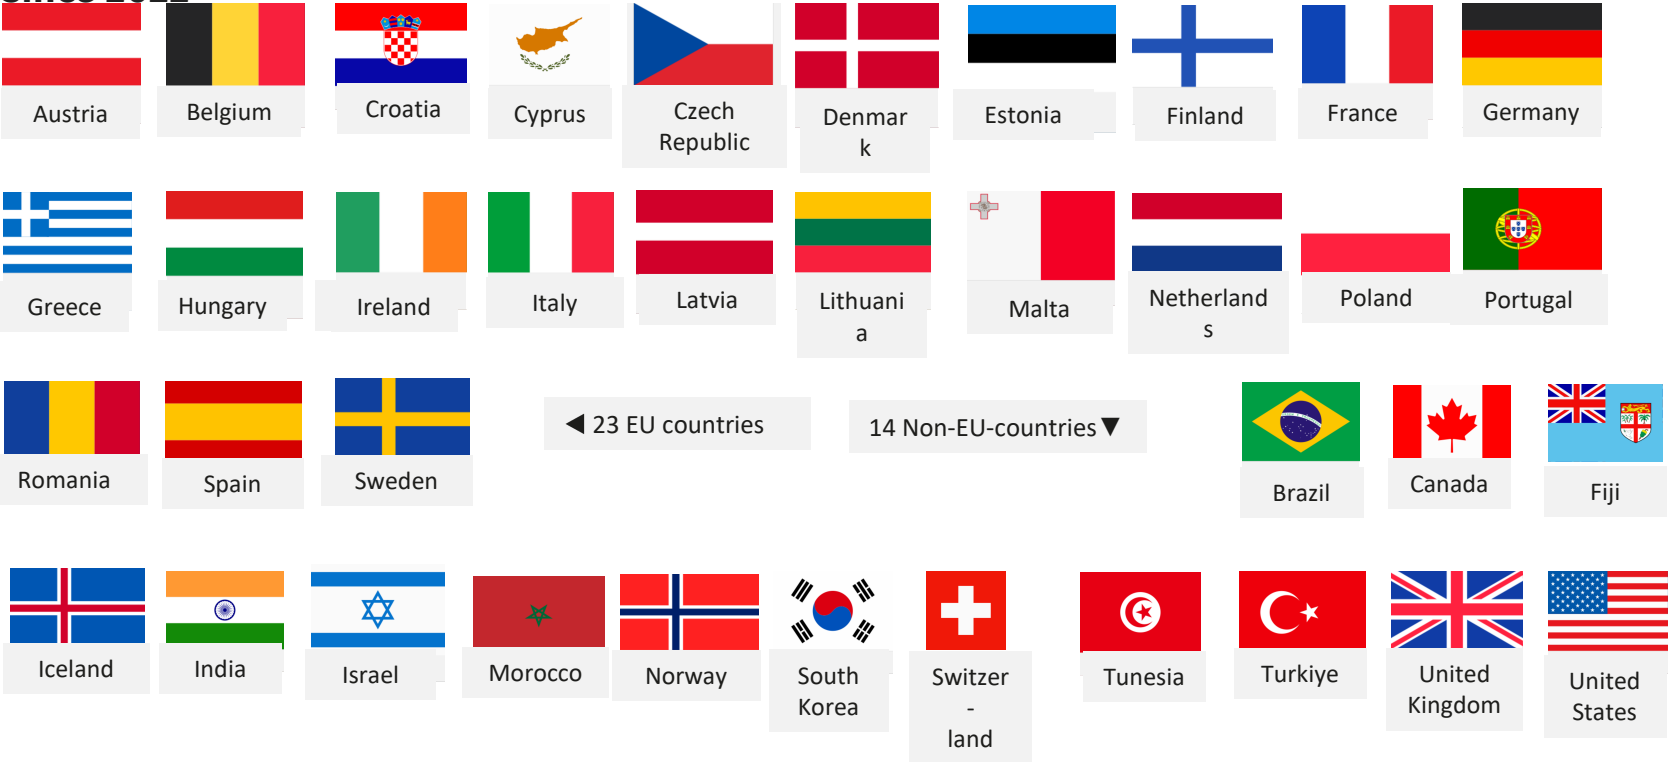 since 2022
Austria
Belgium
Croatia
Cyprus
Czech
Republic
Denmar
k
Estonia
Finland
France
Germany
Greece
Hungary
Ireland
Italy
Latvia
Lithuani
a
Malta
Netherland
s
Poland
Portugal
Romania
Spain
Sweden
◄ 23 EU countries
14 Non-EU-countries▼
Brazil
Canada
Fiji
Iceland
India
Israel
Morocco
Norway
South
Korea
Switzer
-
land
Tunesia
Turkiye
United
Kingdom
United
States